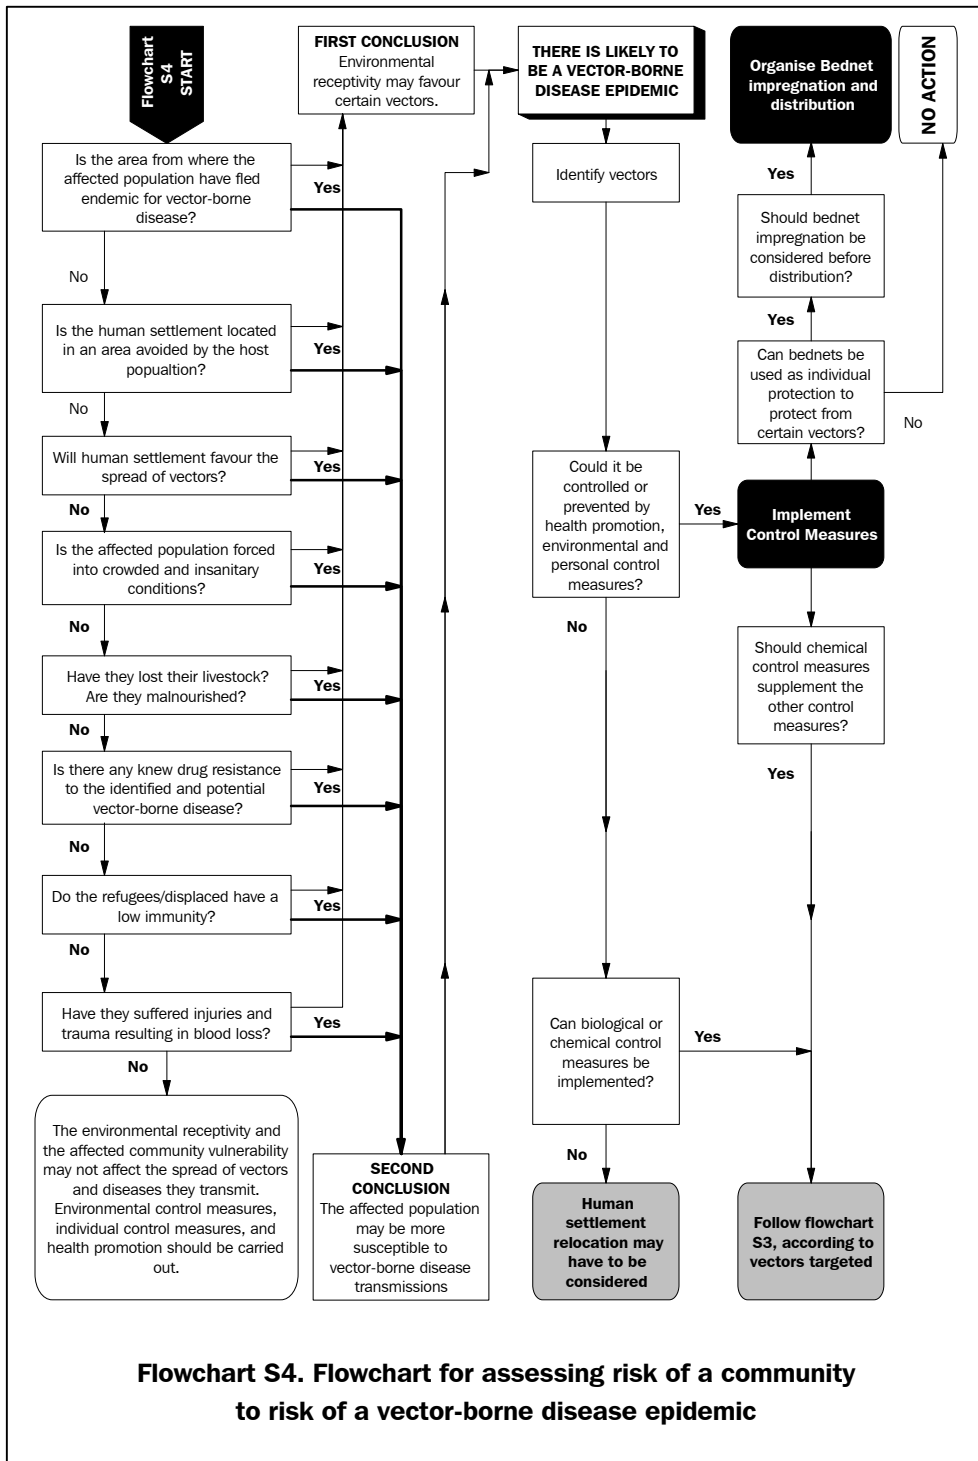 Flowchart
S4
START
Is the area from where the
affected population have fled
endemic for vector-borne
disease?
Yes
No
Is the human settlement located
in an area avoided by the host
popualtion?
Yes
No
Will human settlement favour the
spread of vectors?
Yes
No
Is the affected population forced
into crowded and insanitary
conditions?
Yes
No
Have they lost their livestock?
Are they malnourished?
Yes
No
Is there any knew drug resistance
to the identified and potential
vector-borne disease?
Yes
No
Do the refugees/displaced have a
low immunity?
Yes
No
Have they suffered injuries and
trauma resulting in blood loss?
Yes
No
The environmental receptivity and
the affected community vulnerability
may not affect the spread of vectors
and diseases they transmit.
Environmental control measures,
individual control measures, and
health promotion should be carried
out.
FIRST CONCLUSION
Environmental
receptivity may favour
certain vectors.
SECOND
CONCLUSION
The affected population
may be more
susceptible to
vector-borne disease
transmissions
THERE IS LIKELY TO
BE A VECTOR-BORNE
DISEASE EPIDEMIC
Identify vectors
Could it be
controlled or
prevented by
health promotion,
environmental and
personal control
measures?
Yes
No
Can biological or
chemical control
measures be
implemented?
Yes
No
Human
settlement
relocation may
have to be
considered
Organise Bednet
impregnation and
distribution
NO ACTION
Yes
Should bednet
impregnation be
considered before
distribution?
Yes
Can bednets be
used as individual
protection to
protect from
certain vectors?
No
Implement
Control Measures
Should chemical
control measures
supplement the
other control
measures?
Yes
Follow flowchart
S3, according to
vectors targeted
Flowchart S4. Flowchart for assessing risk of a community
to risk of a vector-borne disease epidemic